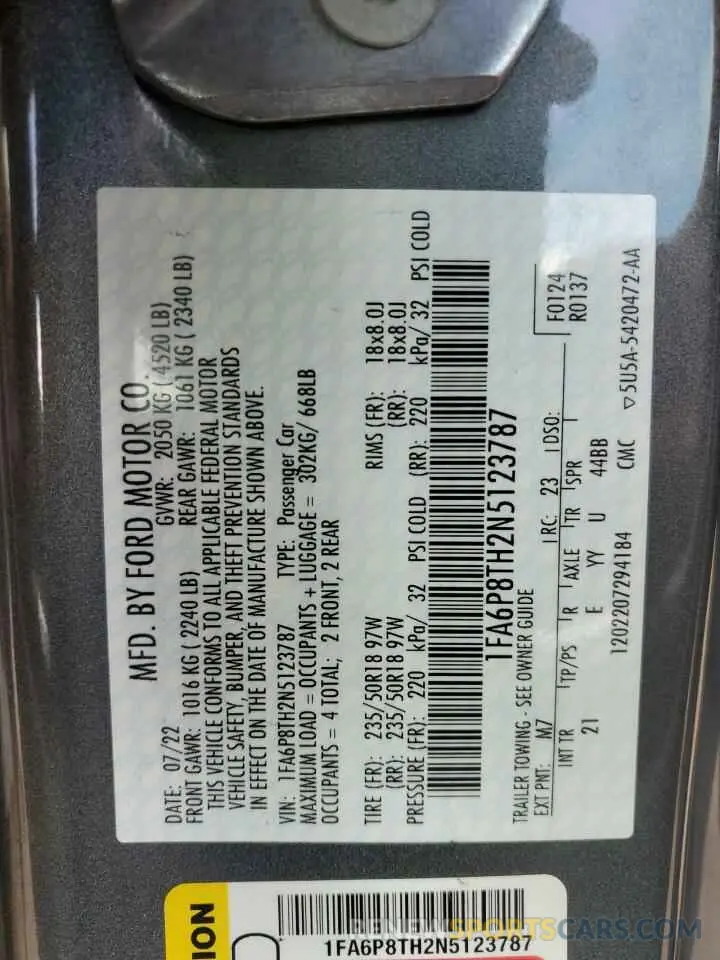 MFD. BY FORD MOTOR CO.
DATE: 07/22 GVWR: 2050 KG ( 4520 LB)
FRONT GAWR: 1016 KG ( 2240 LB) REAR GAWR: 1061 KG ( 2340 LB)
THIS VEHICLE CONFORMS TO ALL APPLICABLE FEDERAL MOTOR
VEHICLE SAFETY, BUMPER, AND THEFT PREVENTION STANDARDS
IN EFFECT ON THE DATE OF MANUFACTURE SHOWN ABOVE.
VIN: 1FA6P8TH2N5123787 TYPE: Passenger Car
MAXIMUM LOAD = OCCUPANTS + LUGGAGE = 302KG/ 668LB
OCCUPANTS = 4 TOTAL; 2 FRONT, 2 REAR
TIRE (FR): 235/50R18 97W RIMS (FR): 18x8.0J
(RR): 235/50R18 97W (RR): 18x8.0J
PRESSURE (FR): 220 kPa/ 32 PSI COLD (RR): 220 kPa/ 32 PSI COLD
1FA6P8TH2N5123787
TRAILER TOWING - SEE OWNER GUIDE
EXT PNT: M7 RC: 23 DSO: F0124
R0137
INT TR TP/PS R AXLE TR SPR
21 E YY U 44BB
1202207294184 CMC ▽5U5A-5420472-AA
ION
1FA6P8TH2N5123787
RENEWSPORTSCARS.COM